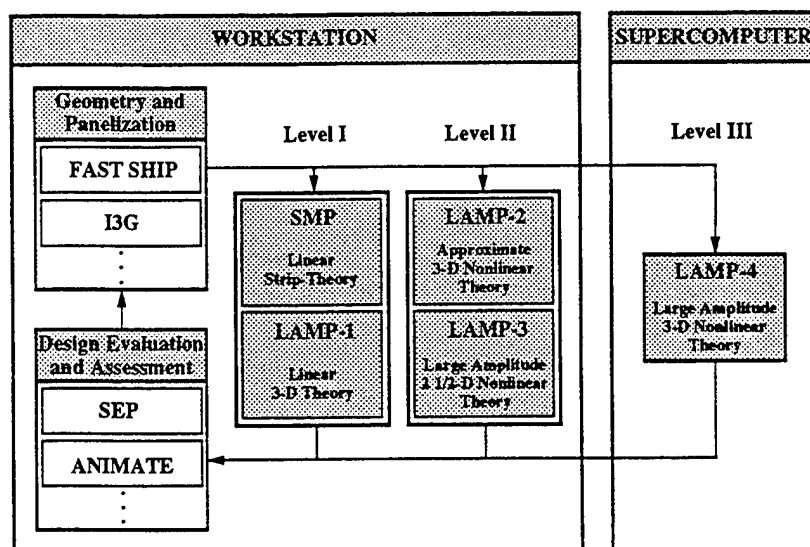 WORKSTATION
SUPERCOMPUTER
Geometry and
Panelization
FAST SHIP
I3G
Level I
Level II
Level III
SMP
Linear
Strip-Theory
LAMP-1
Linear
3-D Theory
LAMP-2
Approximate
3-D Nonlinear
Theory
LAMP-3
Large Amplitude
2 1/2-D Nonlinear
Theory
LAMP-4
Large Amplitude
3-D Nonlinear
Theory
Design Evaluation
and Assessment
SEP
ANIMATE